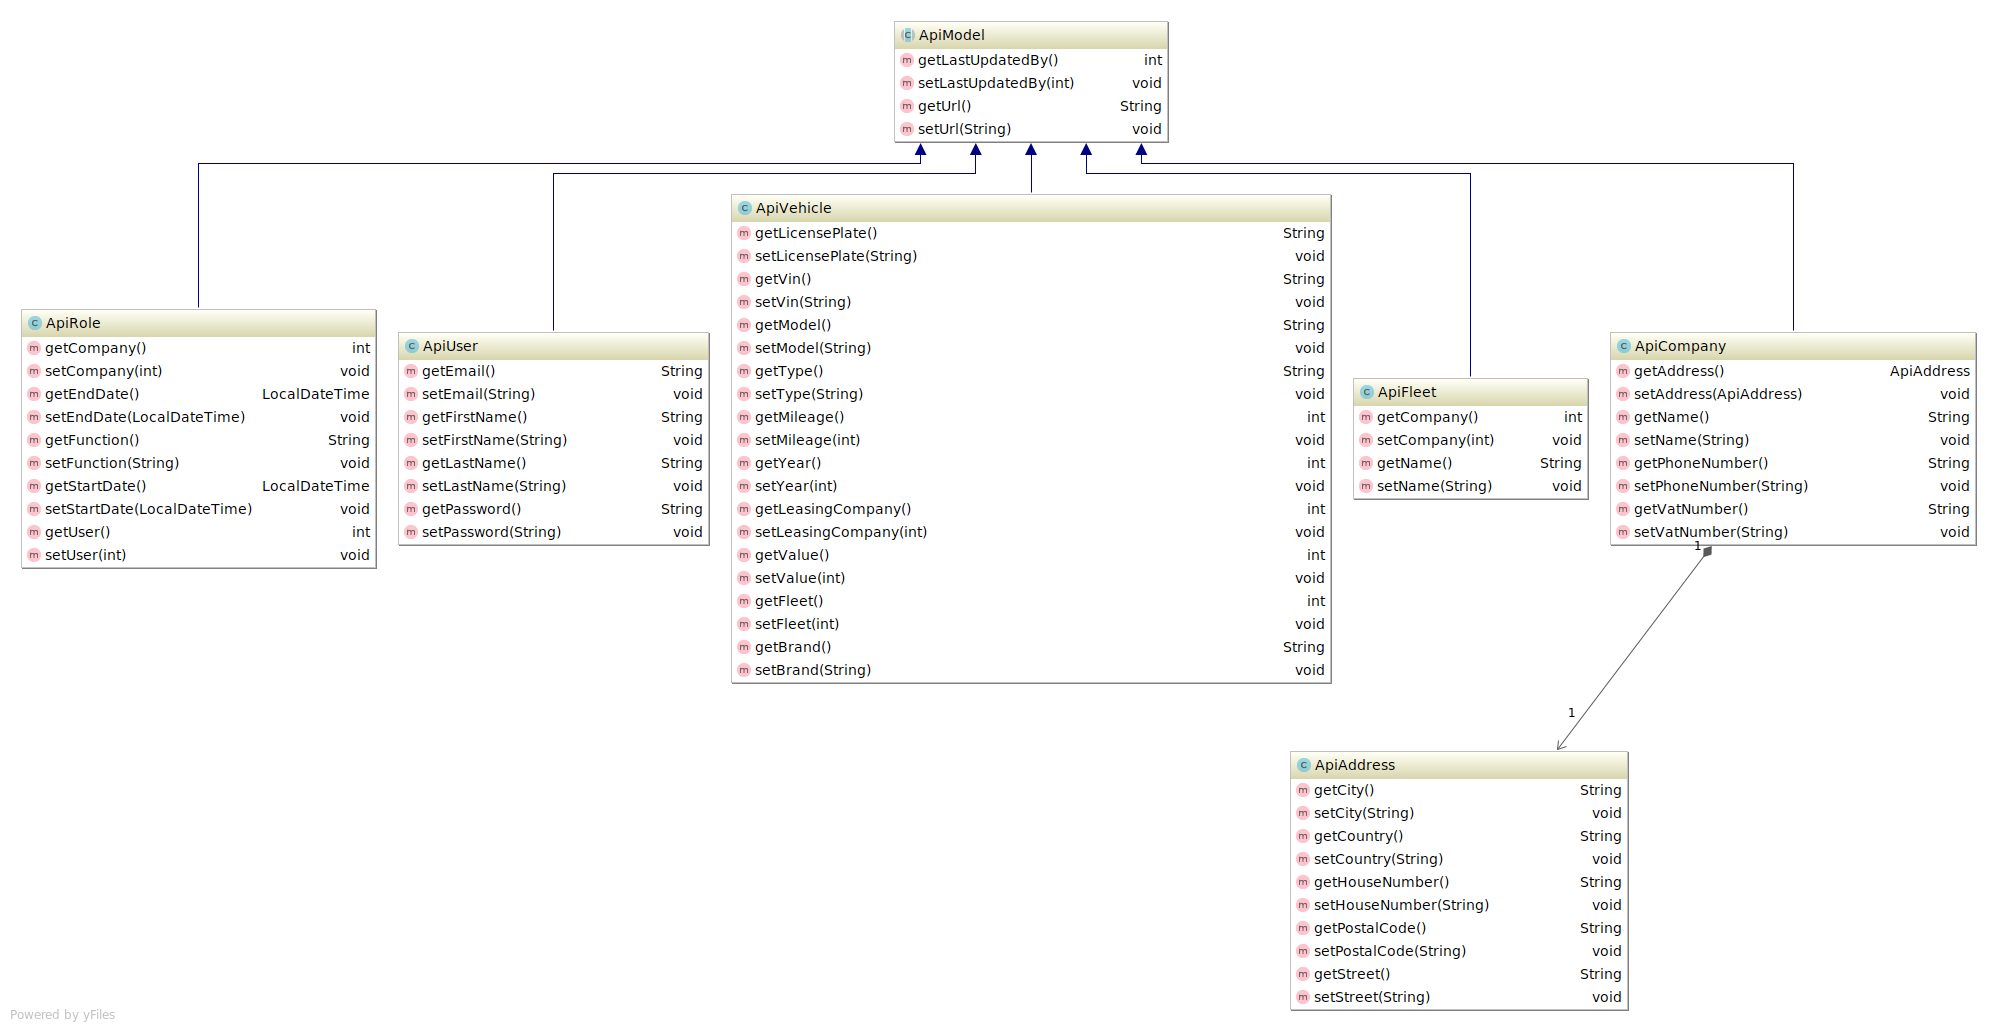 ApiModel
getLastUpdatedBy() int
setLastUpdatedBy(int) void
getUrl() String
setUrl(String) void
ApiRole
getCompany() int
setCompany(int) void
getEndDate() LocalDateTime
setEndDate(LocalDateTime) void
getFunction() String
setFunction(String) void
getStartDate() LocalDateTime
setStartDate(LocalDateTime) void
getUser() int
setUser(int) void
ApiUser
getEmail() String
setEmail(String) void
getFirstName() String
setFirstName(String) void
getLastName() String
setLastName(String) void
getPassword() String
setPassword(String) void
ApiVehicle
getLicensePlate() String
setLicensePlate(String) void
getVin() String
setVin(String) void
getModel() String
setModel(String) void
getType() String
setType(String) void
getMileage() int
setMileage(int) void
getYear() int
setYear(int) void
getLeasingCompany() int
setLeasingCompany(int) void
getValue() int
setValue(int) void
getFleet() int
setFleet(int) void
getBrand() String
setBrand(String) void
ApiFleet
getCompany() int
setCompany(int) void
getName() String
setName(String) void
ApiCompany
getAddress() ApiAddress
setAddress(ApiAddress) void
getName() String
setName(String) void
getPhoneNumber() String
setPhoneNumber(String) void
getVatNumber() String
setVatNumber(String) void
1
1
ApiAddress
getCity() String
setCity(String) void
getCountry() String
setCountry(String) void
getHouseNumber() String
setHouseNumber(String) void
getPostalCode() String
setPostalCode(String) void
getStreet() String
setStreet(String) void
Powered by yFiles